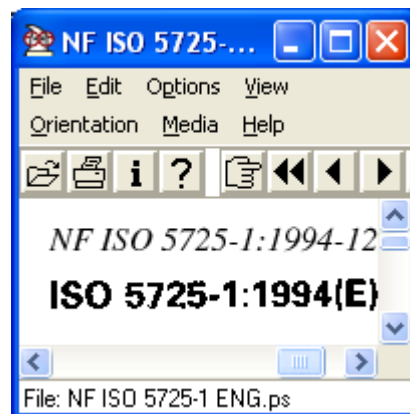 NF ISO 5725-...
File Edit Options View
Orientation Media Help
i ?
NF ISO 5725-1:1994-12
ISO 5725-1:1994(E)
File: NF ISO 5725-1 ENG.ps